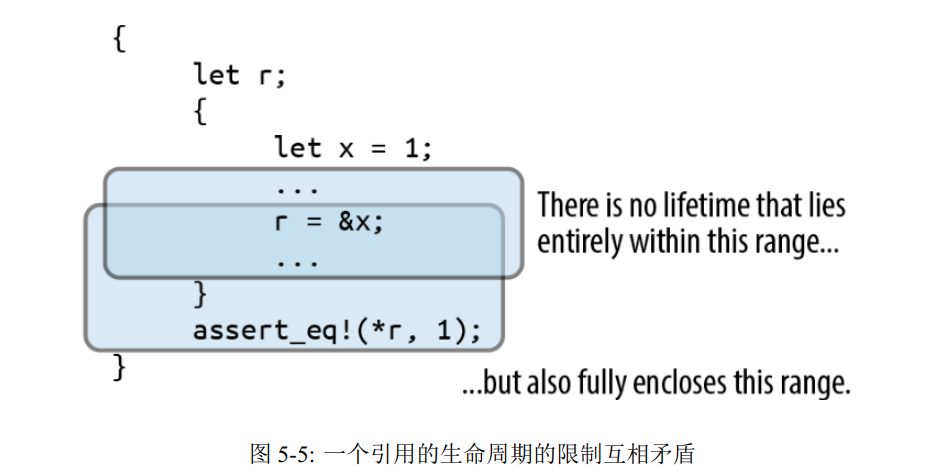 {
let r;
{
let x = 1;
...
r = &x;
...
}
assert_eq!(*r, 1);
}
There is no lifetime that lies
entirely within this range...
...but also fully encloses this range.
图 5-5: 一个引用的生命周期的限制互相矛盾